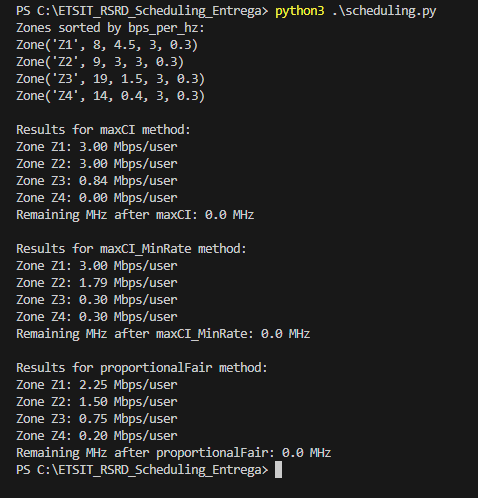 PS C:\ETSIT_RSRD_Scheduling_Entrega> python3 .\scheduling.py
Zones sorted by bps_per_hz:
Zone('Z1', 8, 4.5, 3, 0.3)
Zone('Z2', 9, 3, 3, 0.3)
Zone('Z3', 19, 1.5, 3, 0.3)
Zone('Z4', 14, 0.4, 3, 0.3)
Results for maxCI method:
Zone Z1: 3.00 Mbps/user
Zone Z2: 3.00 Mbps/user
Zone Z3: 0.84 Mbps/user
Zone Z4: 0.00 Mbps/user
Remaining MHz after maxCI: 0.0 MHz
Results for maxCI_MinRate method:
Zone Z1: 3.00 Mbps/user
Zone Z2: 1.79 Mbps/user
Zone Z3: 0.30 Mbps/user
Zone Z4: 0.30 Mbps/user
Remaining MHz after maxCI_MinRate: 0.0 MHz
Results for proportionalFair method:
Zone Z1: 2.25 Mbps/user
Zone Z2: 1.50 Mbps/user
Zone Z3: 0.75 Mbps/user
Zone Z4: 0.20 Mbps/user
Remaining MHz after proportionalFair: 0.0 MHz
PS C:\ETSIT_RSRD_Scheduling_Entrega>